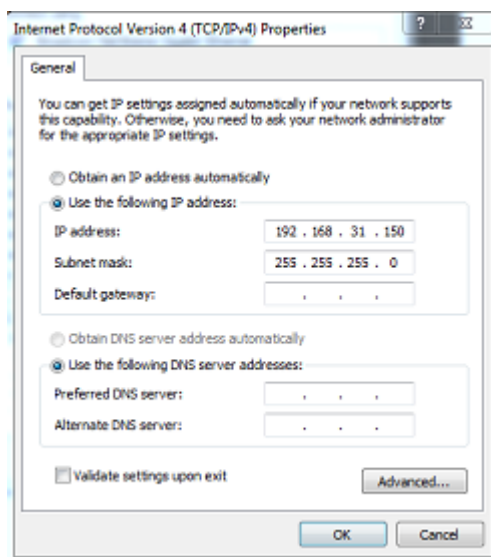 Internet Protocol Version 4 (TCP/IPv4) Properties
General
You can get IP settings assigned automatically if your network supports
this capability. Otherwise, you need to ask your network administrator
for the appropriate IP settings.
Obtain an IP address automatically
Use the following IP address:
IP address: 192 . 168 . 31 . 150
Subnet mask: 255 . 255 . 255 . 0
Default gateway: . . .
Obtain DNS server address automatically
Use the following DNS server addresses:
Preferred DNS server: . . .
Alternate DNS server: . . .
Validate settings upon exit
Advanced...
OK Cancel